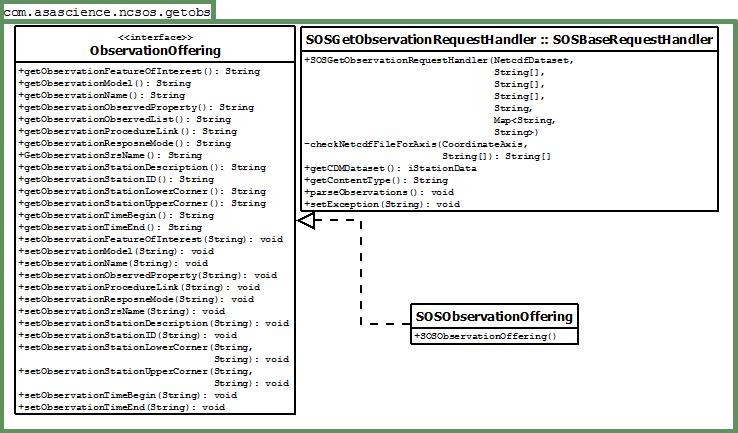 com.asascience.ncsos.getobs
<<interface>>
ObservationOffering
+getObservationFeatureOfInterest(): String
+getObservationModel(): String
+getObservationName(): String
+getObservationObservedProperty(): String
+getObservationObservedList(): String
+getObservationProcedureLink(): String
+getObservationResposneMode(): String
+GetObservationSrsName(): String
+getObservationStationDescription(): String
+getObservationStationID(): String
+getObservationStationLowerCorner(): String
+getObservationStationUpperCorner(): String
+getObservationTimeBegin(): String
+getObservationTimeEnd(): String
+setObservationFeatureOfInterest(String): void
+setObservationModel(String): void
+setObservationName(String): void
+setObservationObservedProperty(String): void
+setObservationProcedureLink(String): void
+setObservationResposneMode(String): void
+setObservationSrsName(String): void
+setObservationStationDescription(String): void
+setObservationStationID(String): void
+setObservationStationLowerCorner(String,
String): void
+setObservationStationUpperCorner(String,
String): void
+setObservationTimeBegin(String): void
+setObservationTimeEnd(String): void
SOSGetObservationRequestHandler :: SOSBaseRequestHandler
+SOSGetObservationRequestHandler(NetcdfDataset,
String[],
String[],
String[],
String,
Map<String,
String>)
-checkNetcdfFileForAxis(CoordinateAxis,
String[]): String[]
+getCDMDataset(): iStationData
+getContentType(): String
+parseObservations(): void
+setException(String): void
SOSObservationOffering
+SOSObservationOffering()